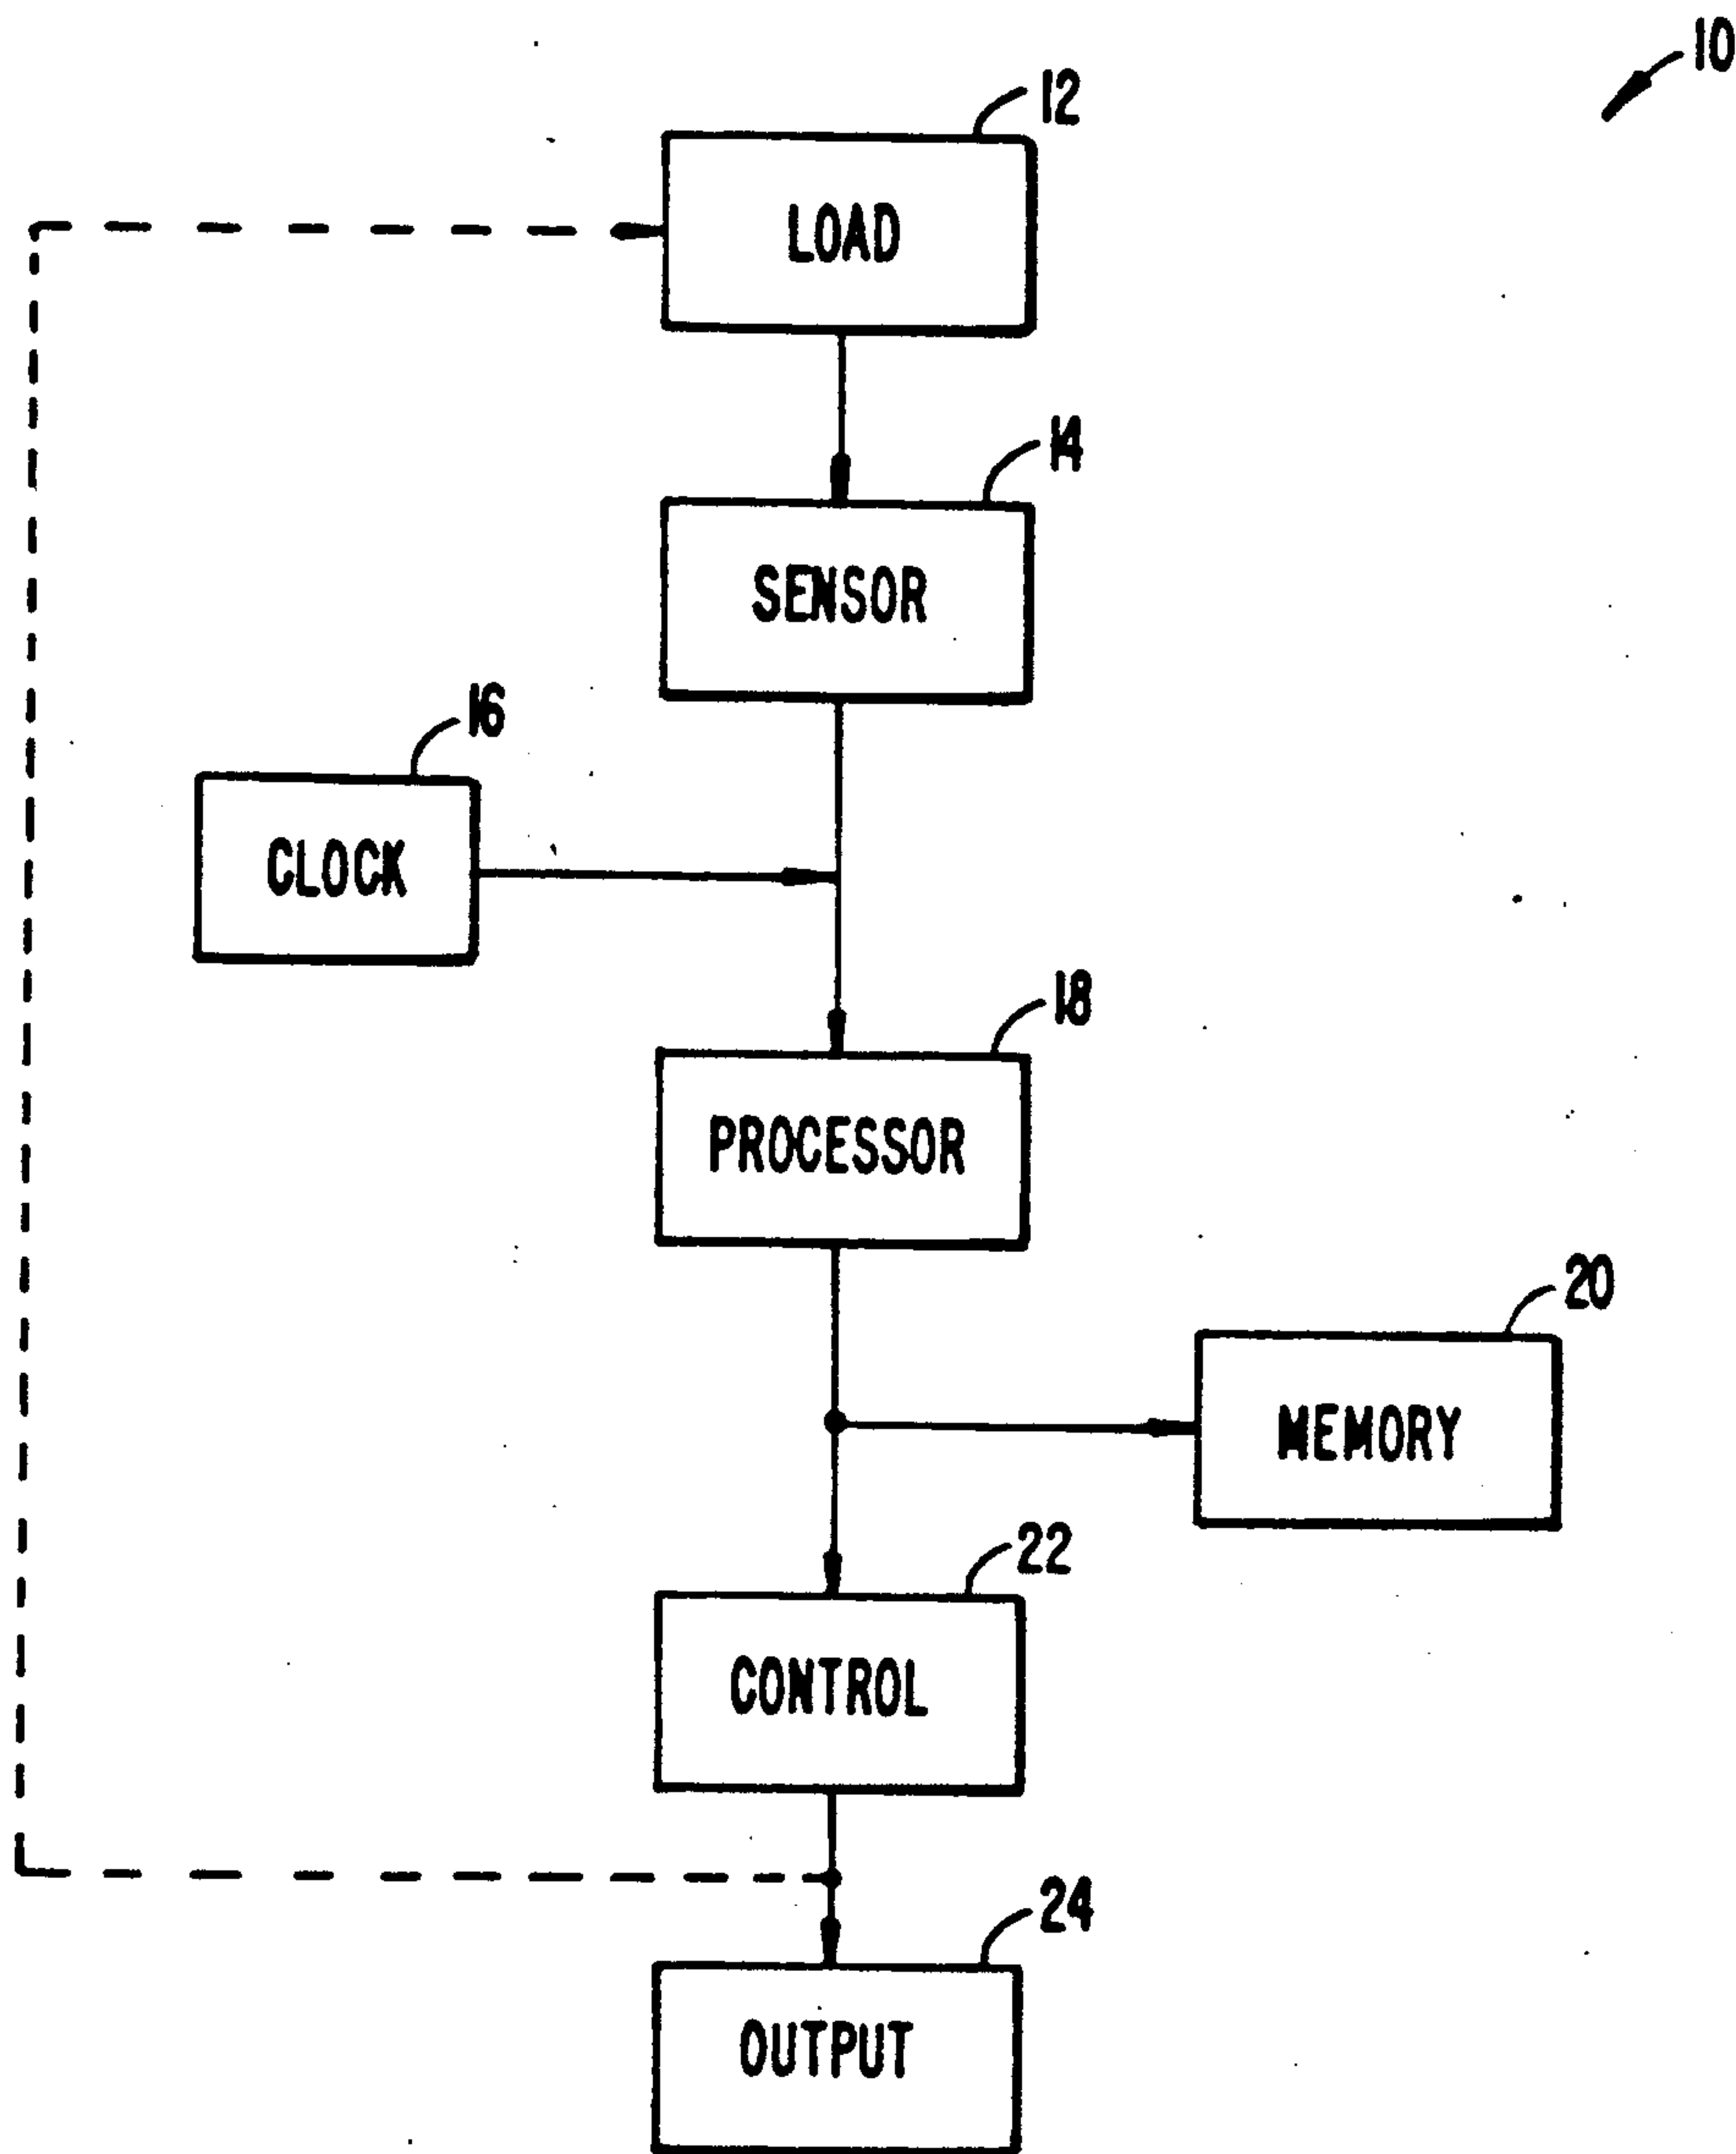 10
12
LOAD
14
SENSOR
16
CLOCK
18
PROCESSOR
20
MEMORY
22
CONTROL
24
OUTPUT